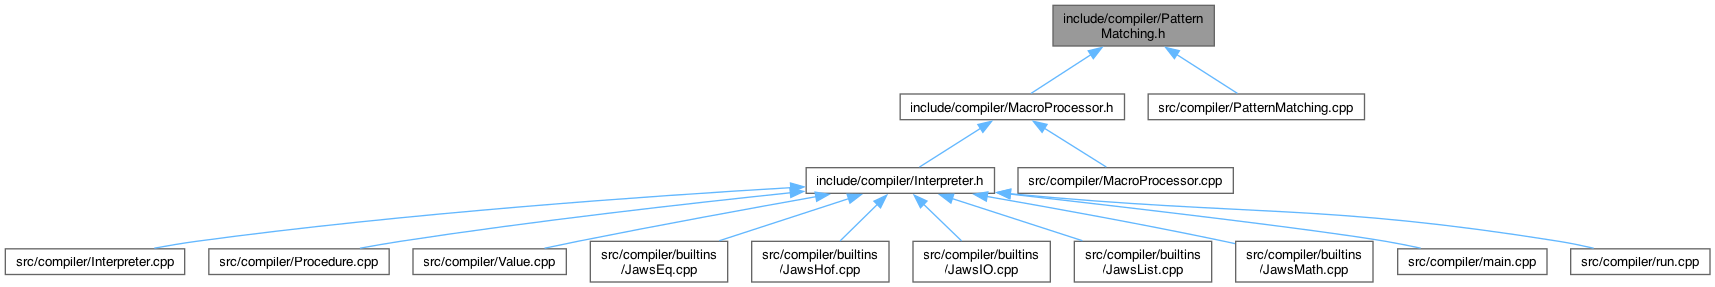 include/compiler/Pattern
Matching.h
include/compiler/MacroProcessor.h
src/compiler/PatternMatching.cpp
include/compiler/Interpreter.h
src/compiler/MacroProcessor.cpp
src/compiler/Interpreter.cpp
src/compiler/Procedure.cpp
src/compiler/Value.cpp
src/compiler/builtins
/JawsEq.cpp
src/compiler/builtins
/JawsHof.cpp
src/compiler/builtins
/JawsIO.cpp
src/compiler/builtins
/JawsList.cpp
src/compiler/builtins
/JawsMath.cpp
src/compiler/main.cpp
src/compiler/run.cpp